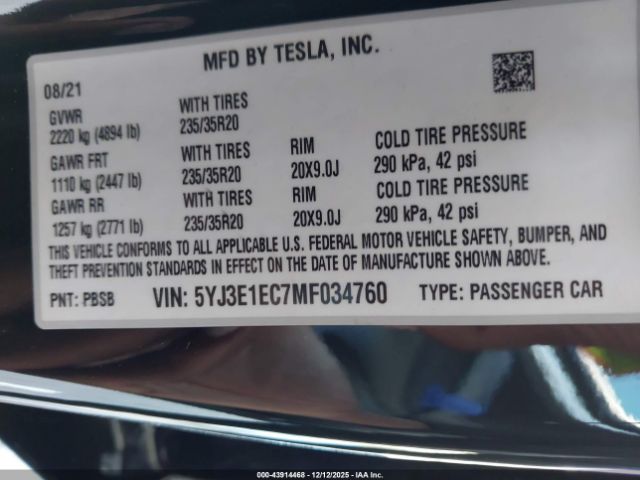 MFD BY TESLA, INC.
08/21
GVWR WITH TIRES
2220 kg (4894 lb) 235/35R20
GAWR FRT WITH TIRES RIM COLD TIRE PRESSURE
1110 kg (2447 lb) 235/35R20 20X9.0J 290 kPa, 42 psi
GAWR RR WITH TIRES RIM COLD TIRE PRESSURE
1257 kg (2771 lb) 235/35R20 20X9.0J 290 kPa, 42 psi
THIS VEHICLE CONFORMS TO ALL APPLICABLE U.S. FEDERAL MOTOR VEHICLE SAFETY, BUMPER, AND
THEFT PREVENTION STANDARDS IN EFFECT ON THE DATE OF MANUFACTURE SHOWN ABOVE.
PNT: PBSB VIN: 5YJ3E1EC7MF034760 TYPE: PASSENGER CAR
© IAA 43914468 - 12/12/2025 - IAAI.COM